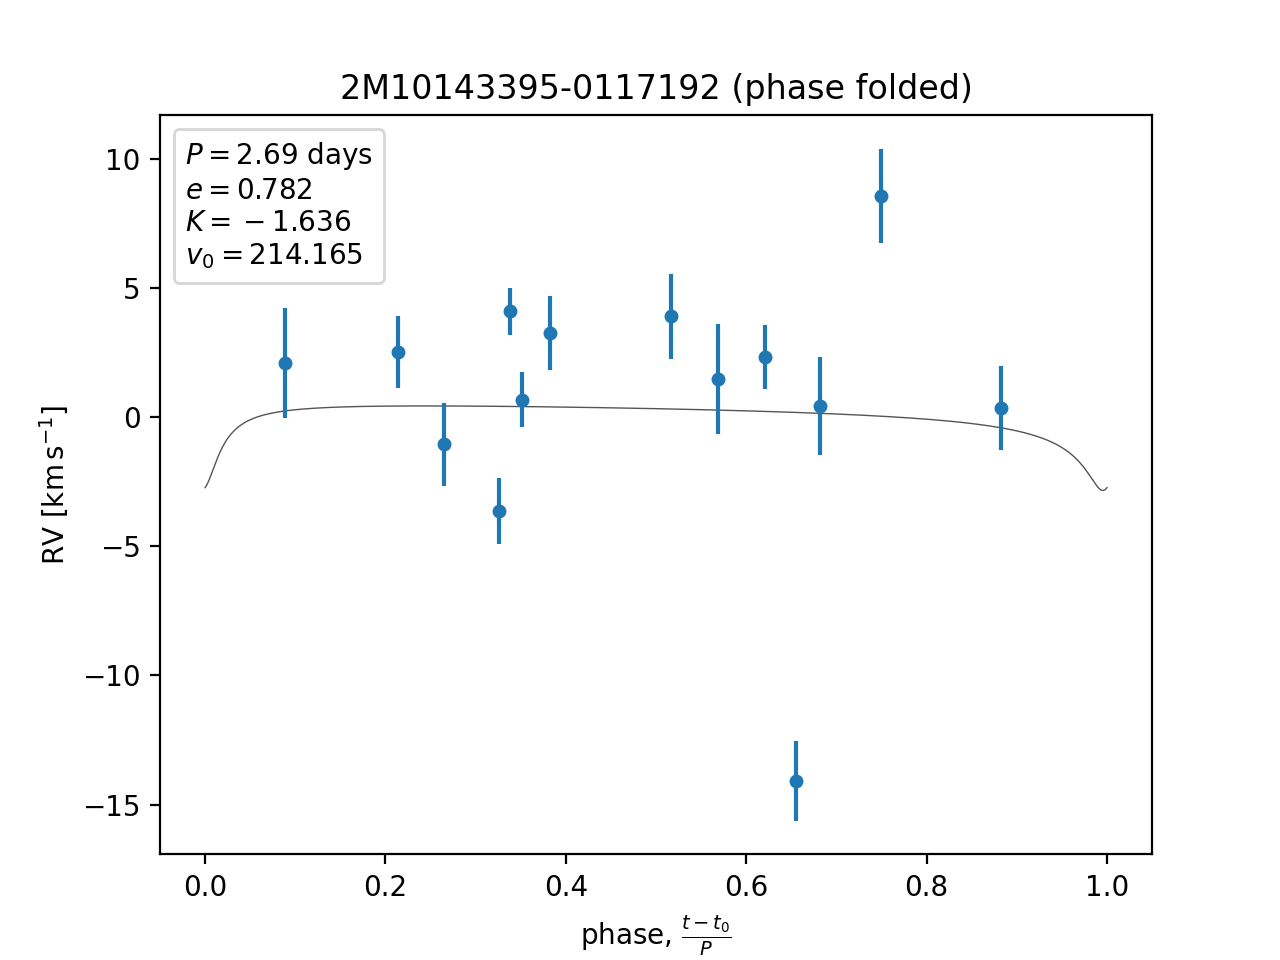 2M10143395-0117192 (phase folded)
P = 2.69 days
e = 0.782
K = −1.636
v₀ = 214.165
RV [km s⁻¹]
10
5
0
−5
−10
−15
0.0 0.2 0.4 0.6 0.8 1.0
phase, (t − t₀)/P